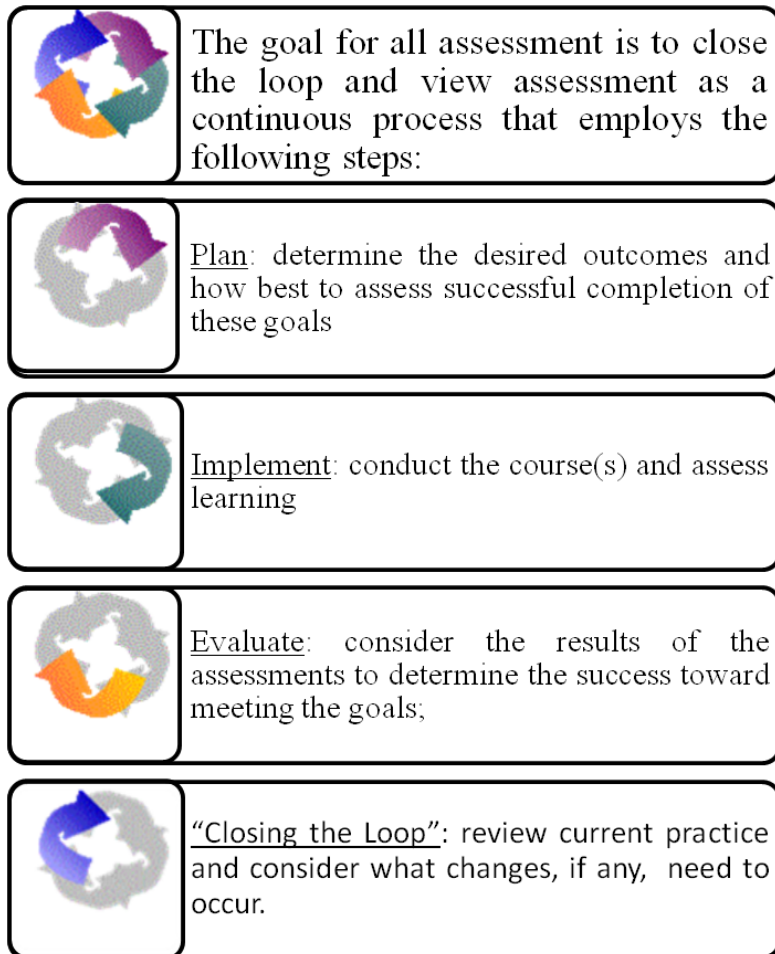 The goal for all assessment is to close
the loop and view assessment as a
continuous process that employs the
following steps:
Plan: determine the desired outcomes and
how best to assess successful completion of
these goals
Implement: conduct the course(s) and assess
learning
Evaluate: consider the results of the
assessments to determine the success toward
meeting the goals;
“Closing the Loop”: review current practice
and consider what changes, if any,  need to
occur.